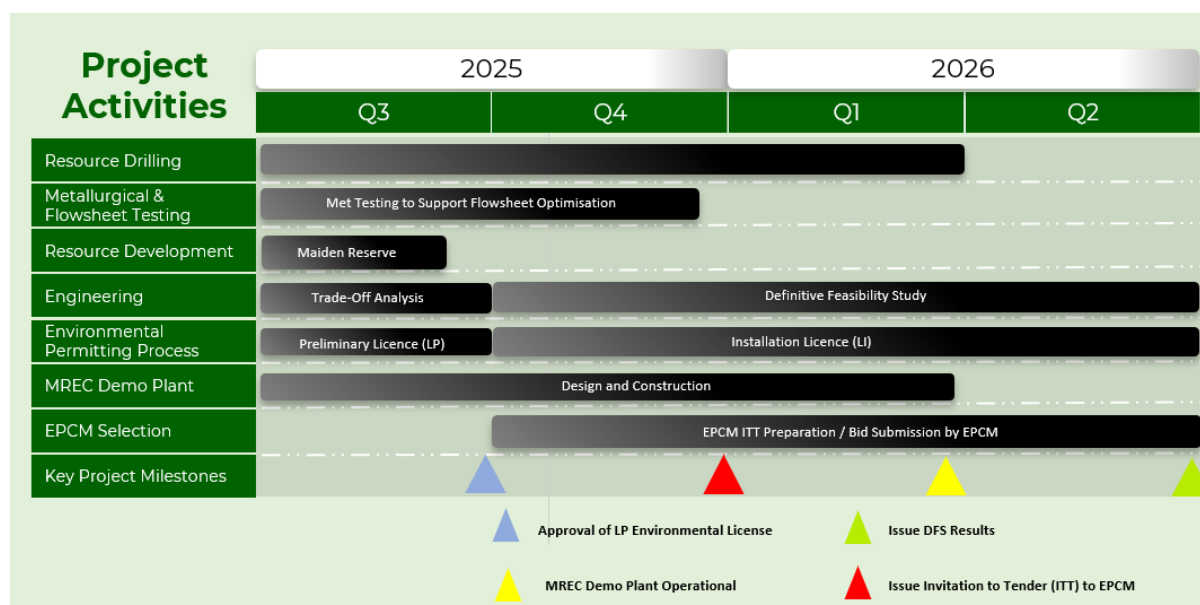 Project
Activities
2025
2026
Q3
Q4
Q1
Q2
Resource Drilling
Metallurgical &
Flowsheet Testing
Met Testing to Support Flowsheet Optimisation
Resource Development
Maiden Reserve
Engineering
Trade-Off Analysis
Definitive Feasibility Study
Environmental
Permitting Process
Preliminary Licence (LP)
Installation Licence (LI)
MREC Demo Plant
Design and Construction
EPCM Selection
EPCM ITT Preparation / Bid Submission by EPCM
Key Project Milestones
Approval of LP Environmental License
Issue DFS Results
MREC Demo Plant Operational
Issue Invitation to Tender (ITT) to EPCM